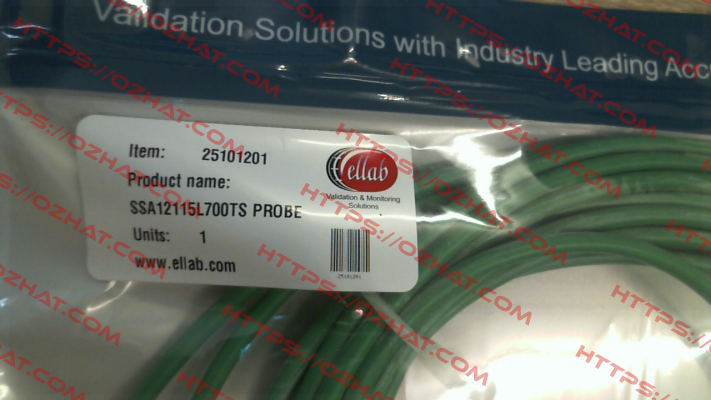 Validation Solutions with Industry Leading Acc
Item: 25101201
Product name:
SSA12115L700TS PROBE
Units: 1
www.ellab.com
ellab
Validation & Monitoring
Solutions
25101201
HTTPS://OZHAT.COM